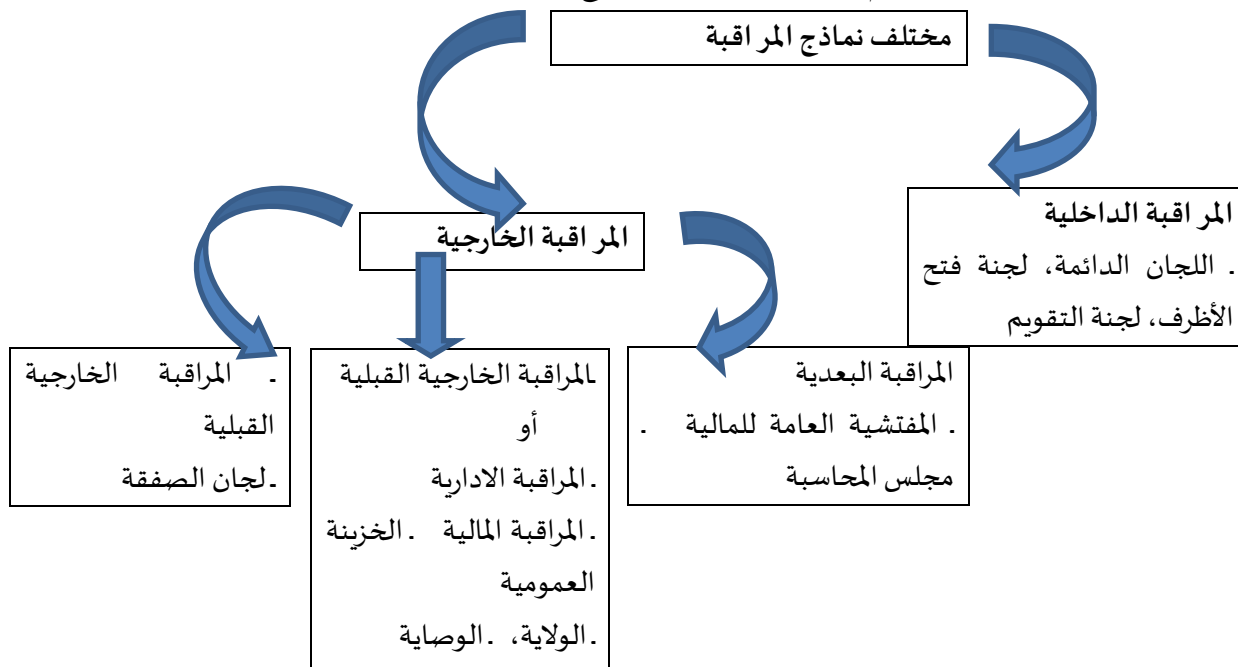 مختلف نماذج المراقبة
المراقبة الداخلية
. اللجان الدائمة، لجنة فتح
الأظرف، لجنة التقويم
المراقبة الخارجية
المراقبة البعدية
. المفتشية العامة للمالية .
مجلس المحاسبة
.المراقبة الخارجية القبلية
أو
.المراقبة الادارية
.المراقبة المالية .الخزينة
العمومية
.الولاية، .الوصاية
. المراقبة الخارجية
القبلية
.لجان الصفقة